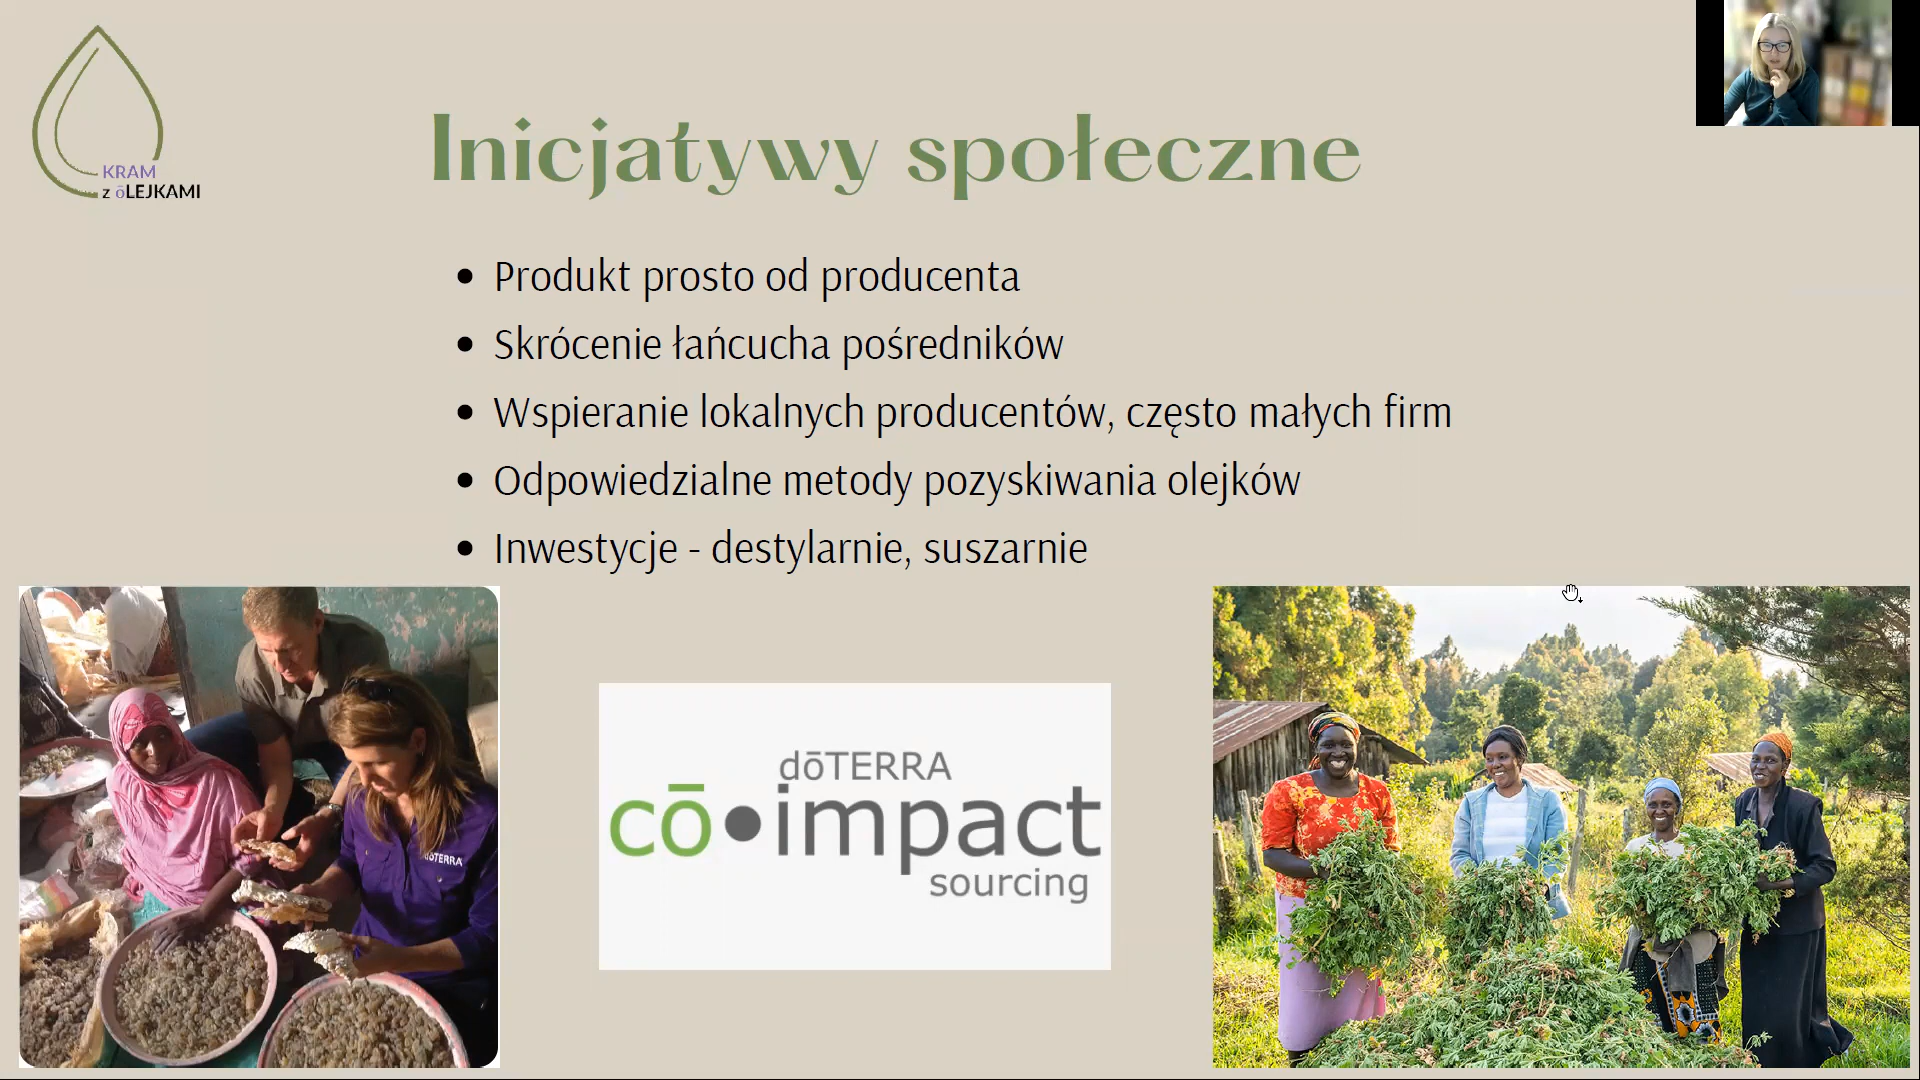 KRAM
z ōLEJKAMI
Inicjatywy społeczne
• Produkt prosto od producenta
• Skrócenie łańcucha pośredników
• Wspieranie lokalnych producentów, często małych firm
• Odpowiedzialne metody pozyskiwania olejków
• Inwestycje - destylarnie, suszarnie
dōTERRA
dōTERRA
cō•impact
sourcing